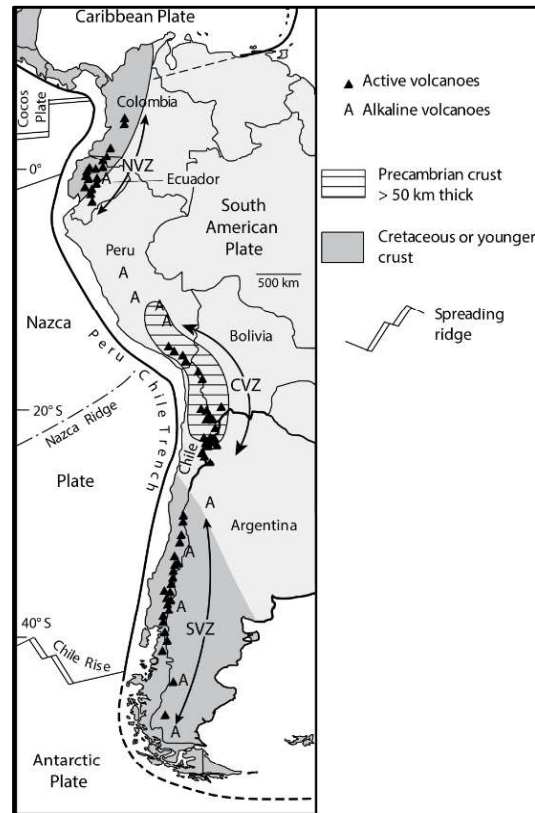 Caribbean Plate
Cocos
Plate
Colombia
0°
NVZ
A
Ecuador
South
American
Plate
Peru
A
A
500 km
A
A
Nazca
Bolivia
Peru Chile Trench
CVZ
20° S
Nazca Ridge
Chile
Plate
A
Argentina
A
A
SVZ
40° S
Chile Rise
A
A
Antarctic
Plate
Active volcanoes
A Alkaline volcanoes
Precambrian crust
> 50 km thick
Cretaceous or younger
crust
Spreading
ridge